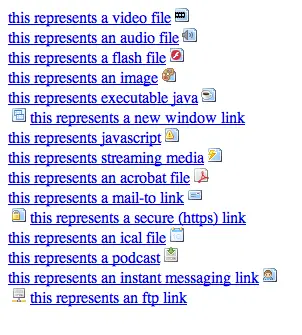 this represents a video file
this represents an audio file
this represents a flash file
this represents an image
this represents executable java
this represents a new window link
this represents javascript
this represents streaming media
this represents an acrobat file
this represents a mail-to link
this represents a secure (https) link
this represents an ical file
this represents a podcast
this represents an instant messaging link
this represents an ftp link